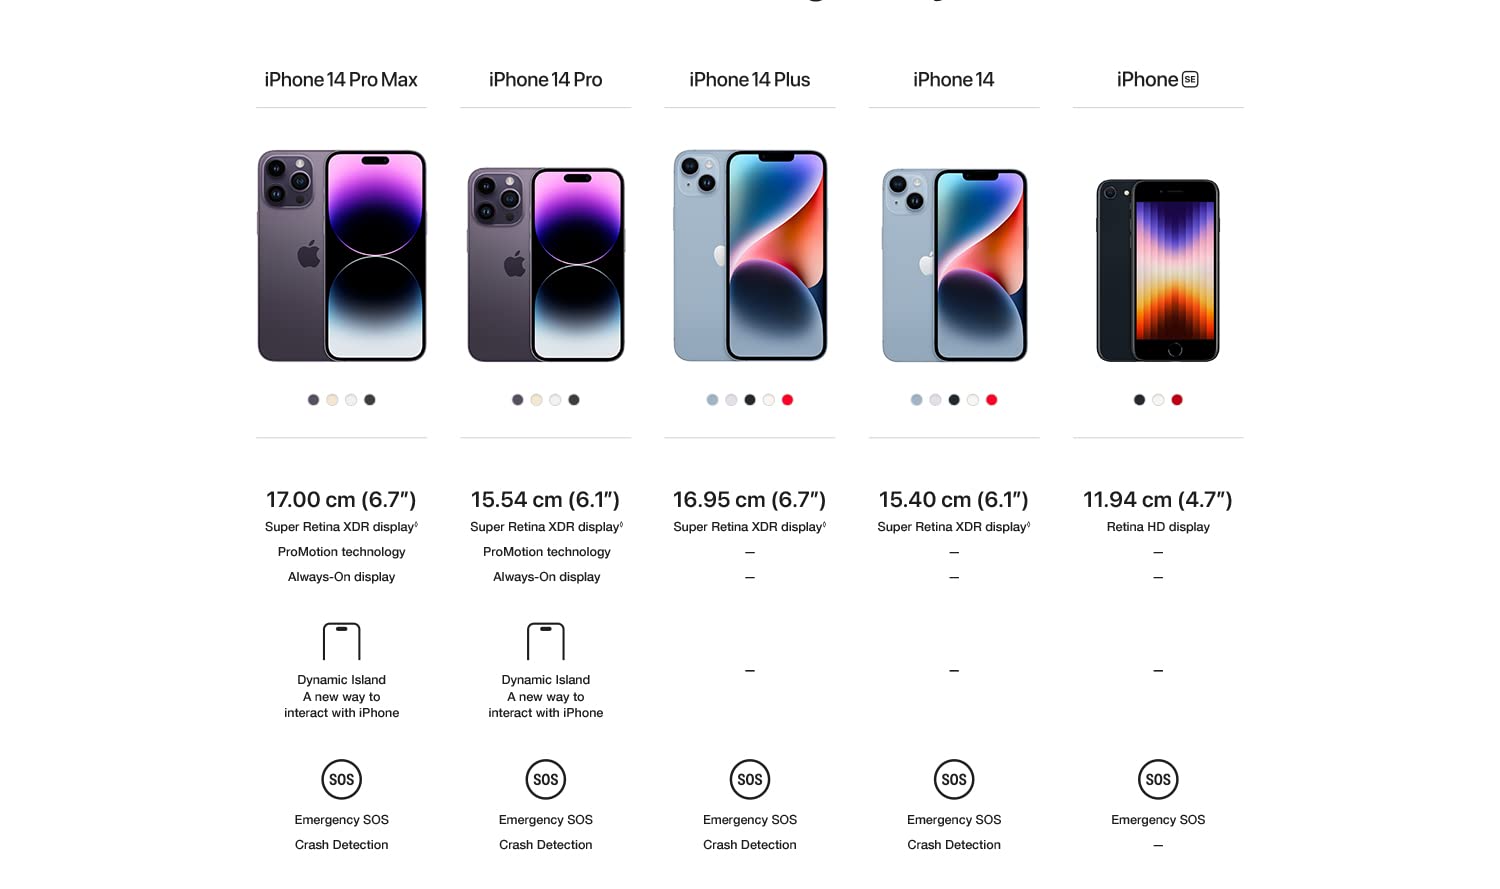 iPhone 14 Pro Max
iPhone 14 Pro
iPhone 14 Plus
iPhone 14
iPhone SE
17.00 cm (6.7″)
15.54 cm (6.1″)
16.95 cm (6.7″)
15.40 cm (6.1″)
11.94 cm (4.7″)
Super Retina XDR display◊
Super Retina XDR display◊
Super Retina XDR display◊
Super Retina XDR display◊
Retina HD display
ProMotion technology
ProMotion technology
–
–
–
Always-On display
Always-On display
–
–
–
Dynamic Island
A new way to
interact with iPhone
Dynamic Island
A new way to
interact with iPhone
–
–
–
SOS
SOS
SOS
SOS
SOS
Emergency SOS
Emergency SOS
Emergency SOS
Emergency SOS
Emergency SOS
Crash Detection
Crash Detection
Crash Detection
Crash Detection
–